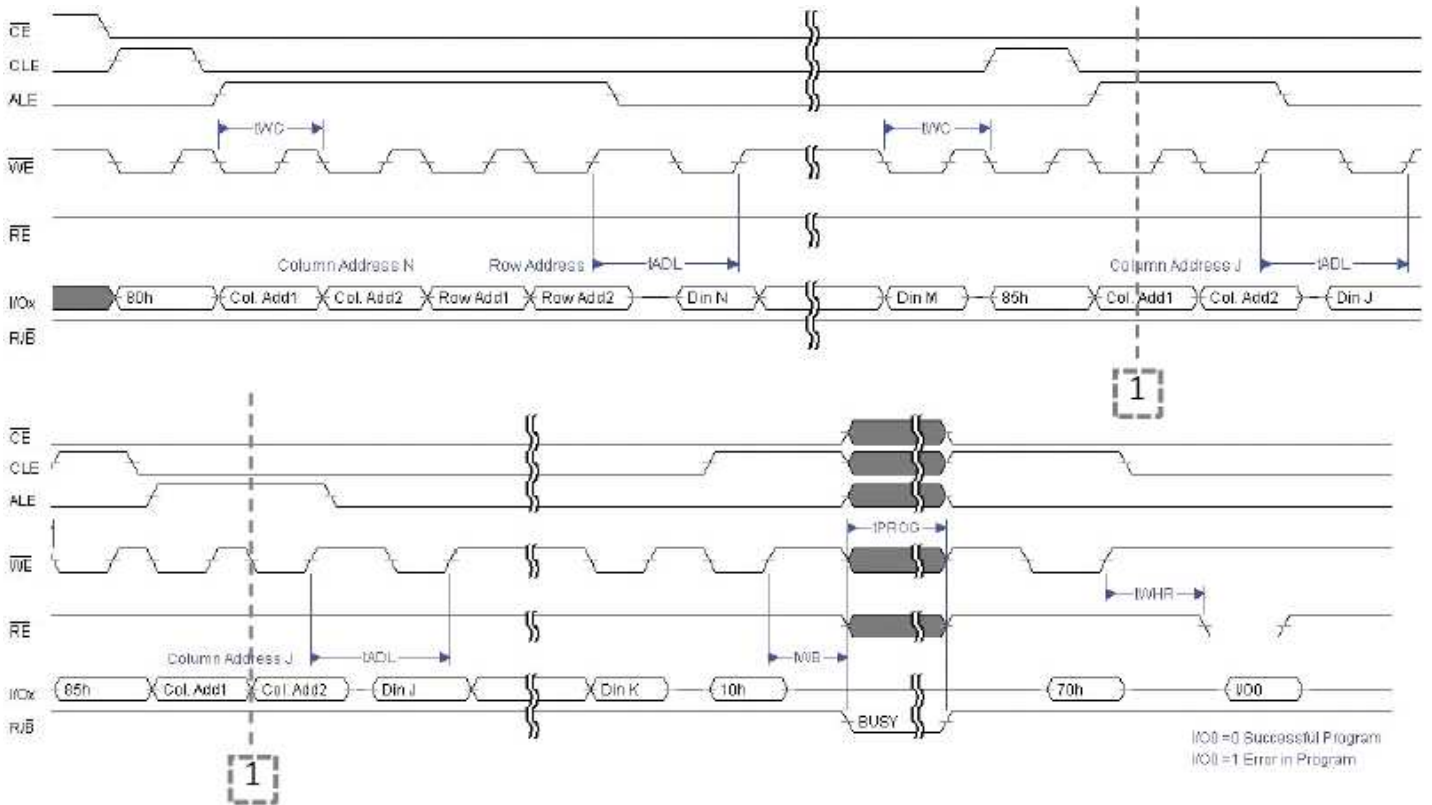 CE
CLE
ALE
tWC tWC
WE
RE
Column Address N Row Address tADL Column Address J tADL
I/Ox 80h Col. Add1 Col. Add2 Row Add1 Row Add2 Din N Din M 85h Col. Add1 Col. Add2 Din J
R/B
1
CE
CLE
ALE
tPROG
WE
tWHR
RE
Column Address J tADL tWB
I/Ox 85h Col. Add1 Col. Add2 Din J Din K 10h 70h I/O0
R/B BUSY
I/O0 =0 Successful Program
I/O0 =1 Error in Program
1